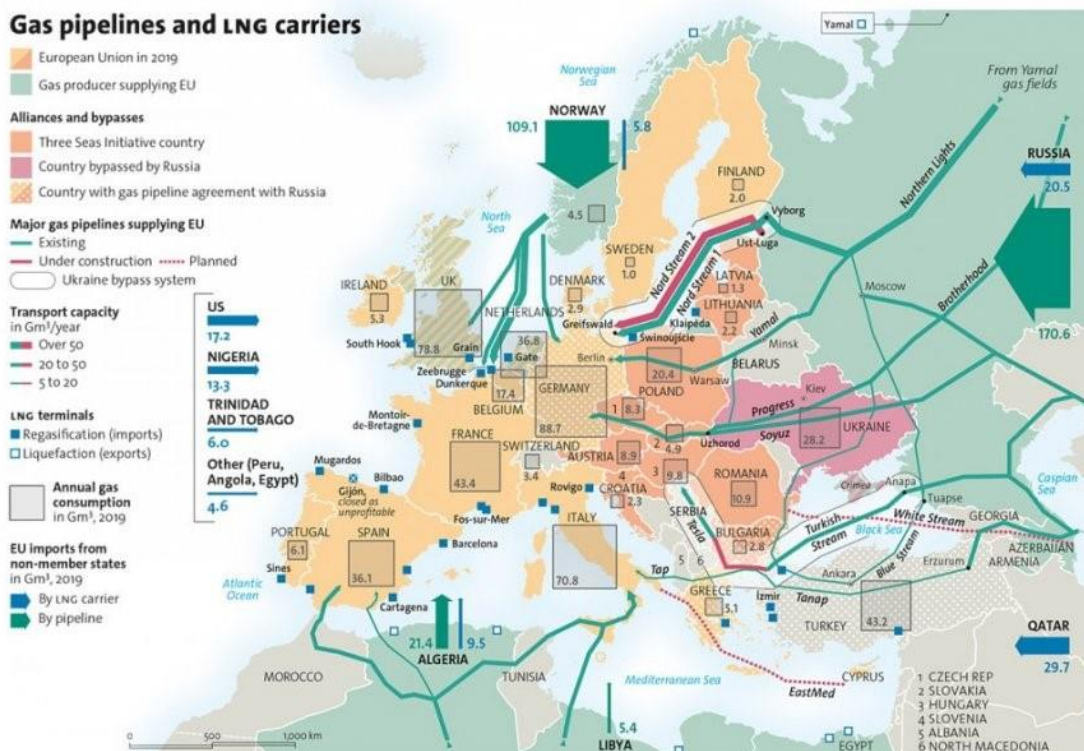 Gas pipelines and LNG carriers
European Union in 2019
Gas producer supplying EU
Alliances and bypasses
Three Seas Initiative country
Country bypassed by Russia
Country with gas pipeline agreement with Russia
Major gas pipelines supplying EU
Existing
Under construction
Planned
Ukraine bypass system
Transport capacity
in Gm³/year
Over 50
20 to 50
5 to 20
LNG terminals
Regasification (imports)
Liquefaction (exports)
Annual gas
consumption
in Gm³, 2019
EU imports from
non-member states
in Gm³, 2019
By LNG carrier
By pipeline
US
17.2
NIGERIA
13.3
TRINIDAD
AND TOBAGO
6.0
Other (Peru,
Angola, Egypt)
4.6
Yamal
From Yamal
gas fields
Norwegian
Sea
NORWAY
109.1
5.8
4.5
FINLAND
2.0
RUSSIA
20.5
170.6
Northern Lights
Brotherhood
Vyborg
Ust-Luga
North
Sea
SWEDEN
1.0
Nord Stream 2
Nord Stream 1
LATVIA
1.3
LITHUANIA
2.2
Moscow
IRELAND
5.3
UK
78.8
DENMARK
2.9
NETHERLANDS
36.8
Greifswald
Klaipėda
Świnoujście
Yamal
Minsk
BELARUS
South Hook
Grain
Gate
Zeebrugge
Dunkerque
17.4
BELGIUM
Berlin
GERMANY
88.7
20.4
POLAND
Warsaw
Kiev
Progress
Soyuz
UKRAINE
28.2
Uzhorod
1
8.3
2
4.9
Montoir-
de-Bretagne
FRANCE
43.4
SWITZERLAND
3.4
AUSTRIA
8.9
3
9.8
4
CROATIA
2.3
ROMANIA
10.9
Crimea
Anapa
Tuapse
Caspian
Sea
Mugardos
Gijón,
closed as
unprofitable
Bilbao
Fos-sur-Mer
Rovigo
ITALY
70.8
SERBIA
Tesla
BULGARIA
2.8
Turkish
Stream
Black Sea
White Stream
Blue Stream
GEORGIA
AZERBAIJAN
ARMENIA
PORTUGAL
6.1
SPAIN
36.1
Barcelona
Sines
Atlantic
Ocean
Cartagena
5
6
Tap
GREECE
5.1
Ankara
Tanap
Erzurum
İzmir
TURKEY
43.2
21.4
9.5
ALGERIA
MOROCCO
TUNISIA
Mediterranean Sea
EastMed
CYPRUS
QATAR
29.7
5.4
LIBYA
EGYPT
1 CZECH REP
2 SLOVAKIA
3 HUNGARY
4 SLOVENIA
5 ALBANIA
6 NORTH MACEDONIA
0 500 1,000 km